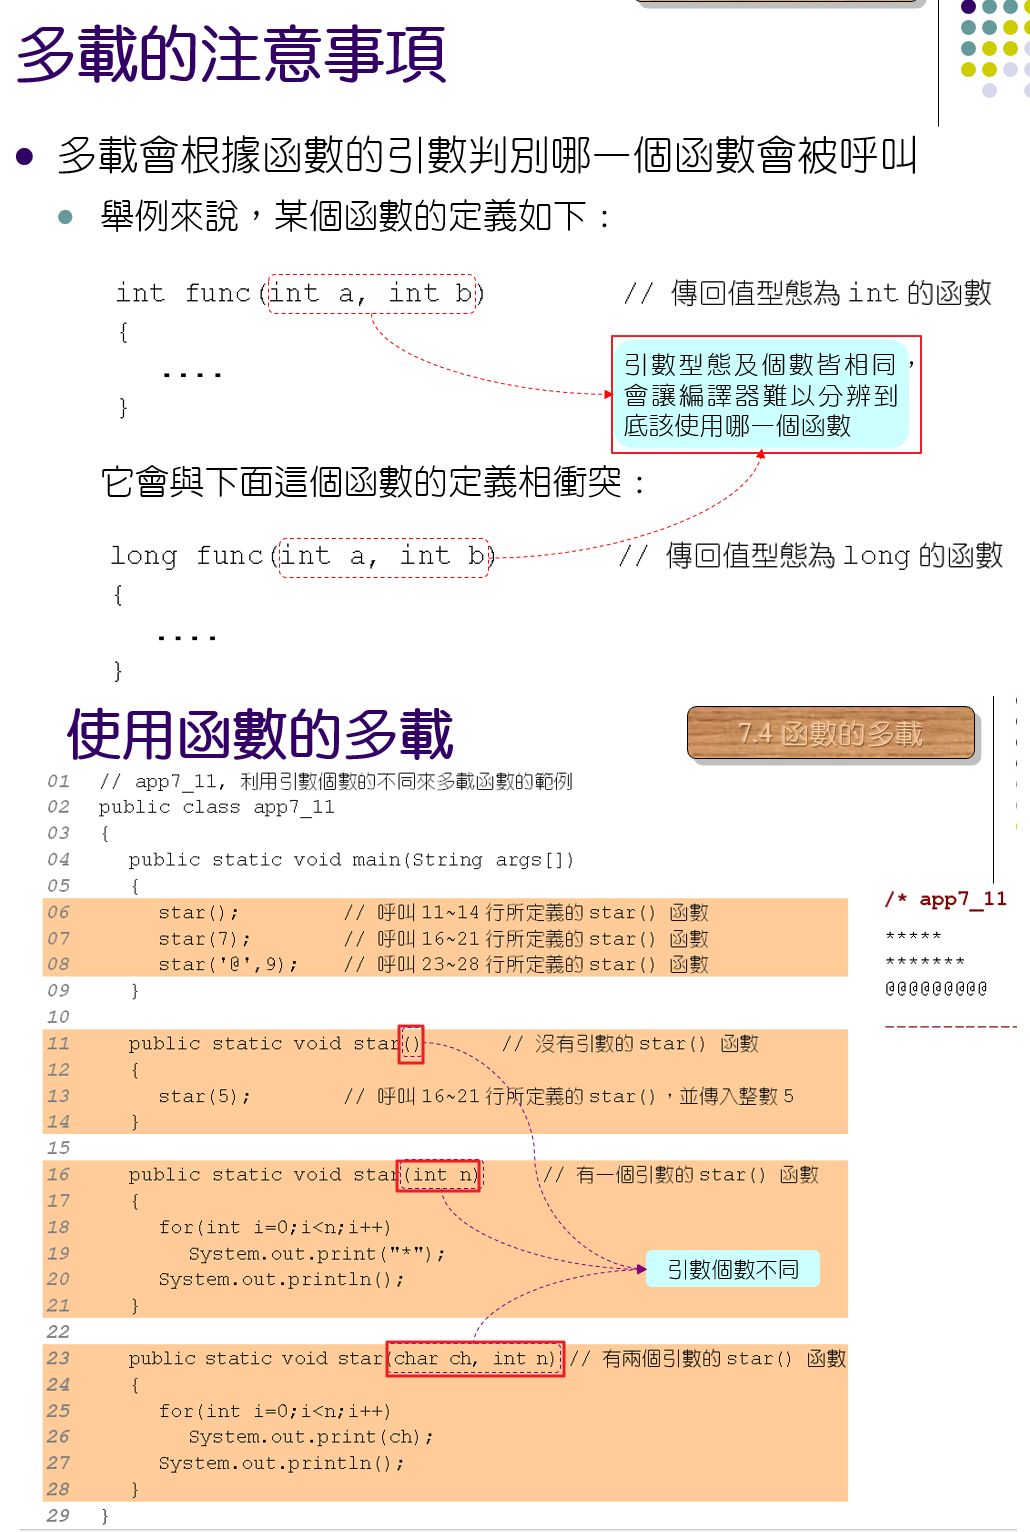 多載的注意事項
多載會根據函數的引數判別哪一個函數會被呼叫
舉例來說，某個函數的定義如下：
int func(int a, int b) // 傳回值型態為 int 的函數
{
....
}
引數型態及個數皆相同，
會讓編譯器難以分辨到
底該使用哪一個函數
它會與下面這個函數的定義相衝突：
long func(int a, int b) // 傳回值型態為 long 的函數
{
....
}
使用函數的多載
7.4 函數的多載
01 // app7_11, 利用引數個數的不同來多載函數的範例
02 public class app7_11
03 {
04 public static void main(String args[])
05 {
06 star(); // 呼叫 11~14 行所定義的 star() 函數
07 star(7); // 呼叫 16~21 行所定義的 star() 函數
08 star('@',9); // 呼叫 23~28 行所定義的 star() 函數
09 }
10
11 public static void star() // 沒有引數的 star() 函數
12 {
13 star(5); // 呼叫 16~21 行所定義的 star()，並傳入整數 5
14 }
15
16 public static void star(int n) // 有一個引數的 star() 函數
17 {
18 for(int i=0;i<n;i++)
19 System.out.print("*");
20 System.out.println();
21 }
22
23 public static void star(char ch, int n) // 有兩個引數的 star() 函數
24 {
25 for(int i=0;i<n;i++)
26 System.out.print(ch);
27 System.out.println();
28 }
29 }
引數個數不同
/* app7_11
*****
*******
@@@@@@@@@
------------